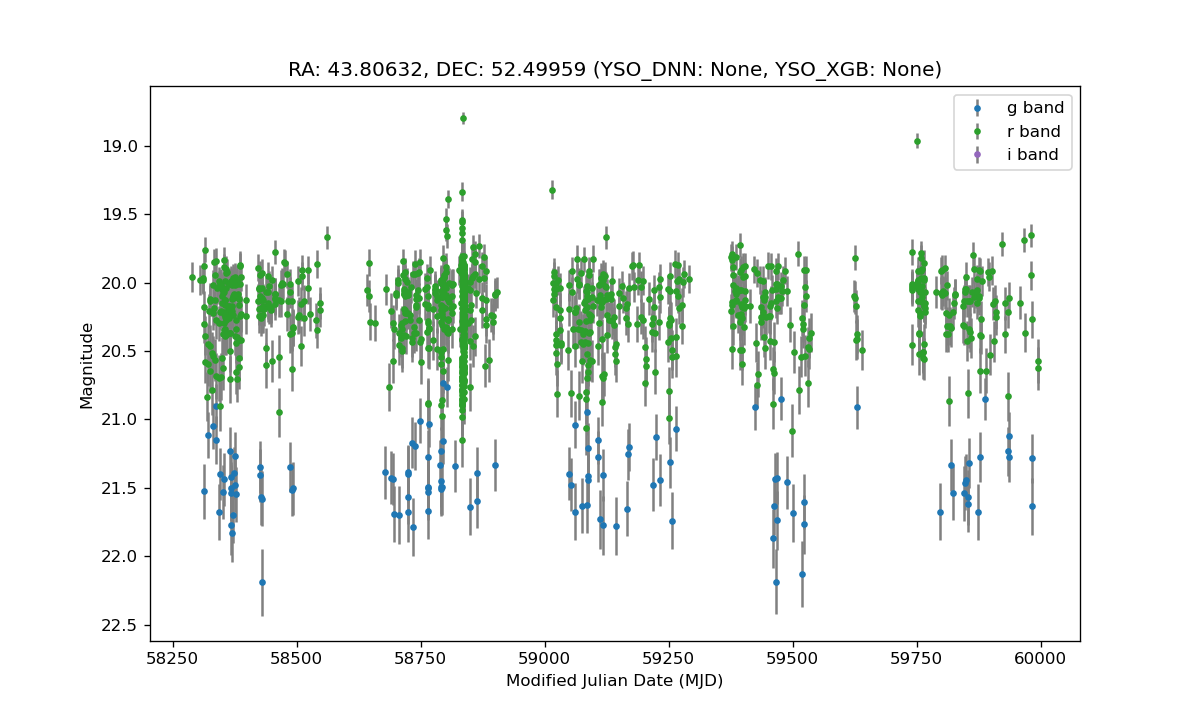 RA: 43.80632, DEC: 52.49959 (YSO_DNN: None, YSO_XGB: None)
g band
r band
i band
19.0
19.5
20.0
20.5
21.0
21.5
22.0
22.5
Magnitude
58250
58500
58750
59000
59250
59500
59750
60000
Modified Julian Date (MJD)